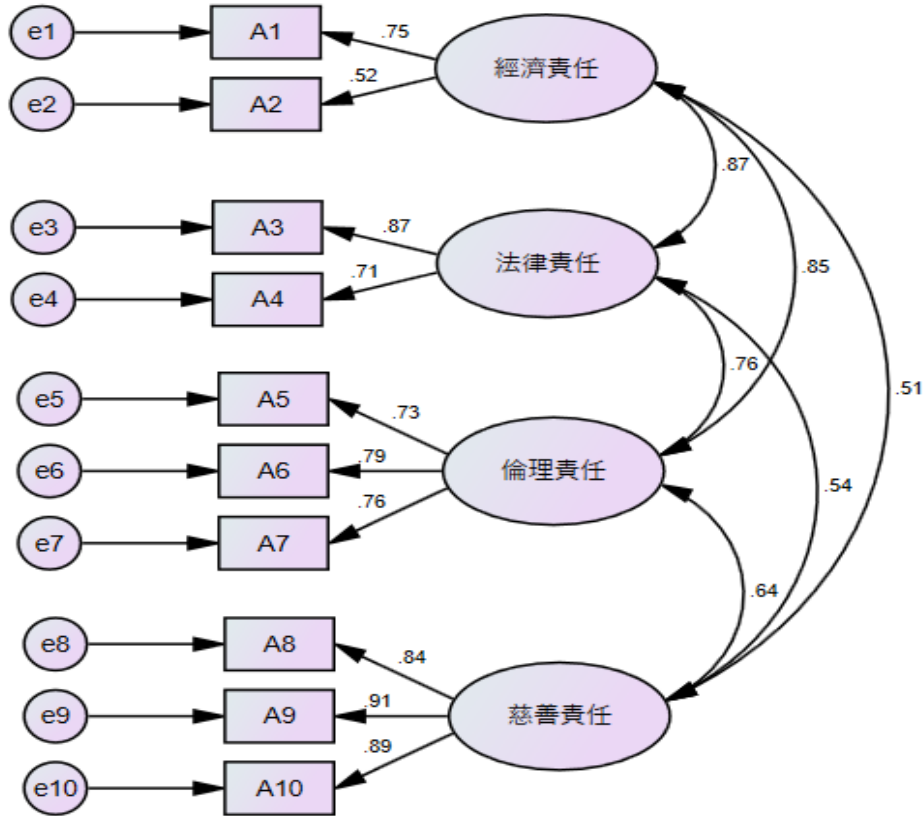 e1
A1
.75
經濟責任
e2
A2
.52
.87
e3
A3
.87
法律責任
.85
e4
A4
.71
.76
.51
e5
A5
.73
e6
A6
.79
倫理責任
.54
e7
A7
.76
.64
e8
A8
.84
e9
A9
.91
慈善責任
e10
A10
.89